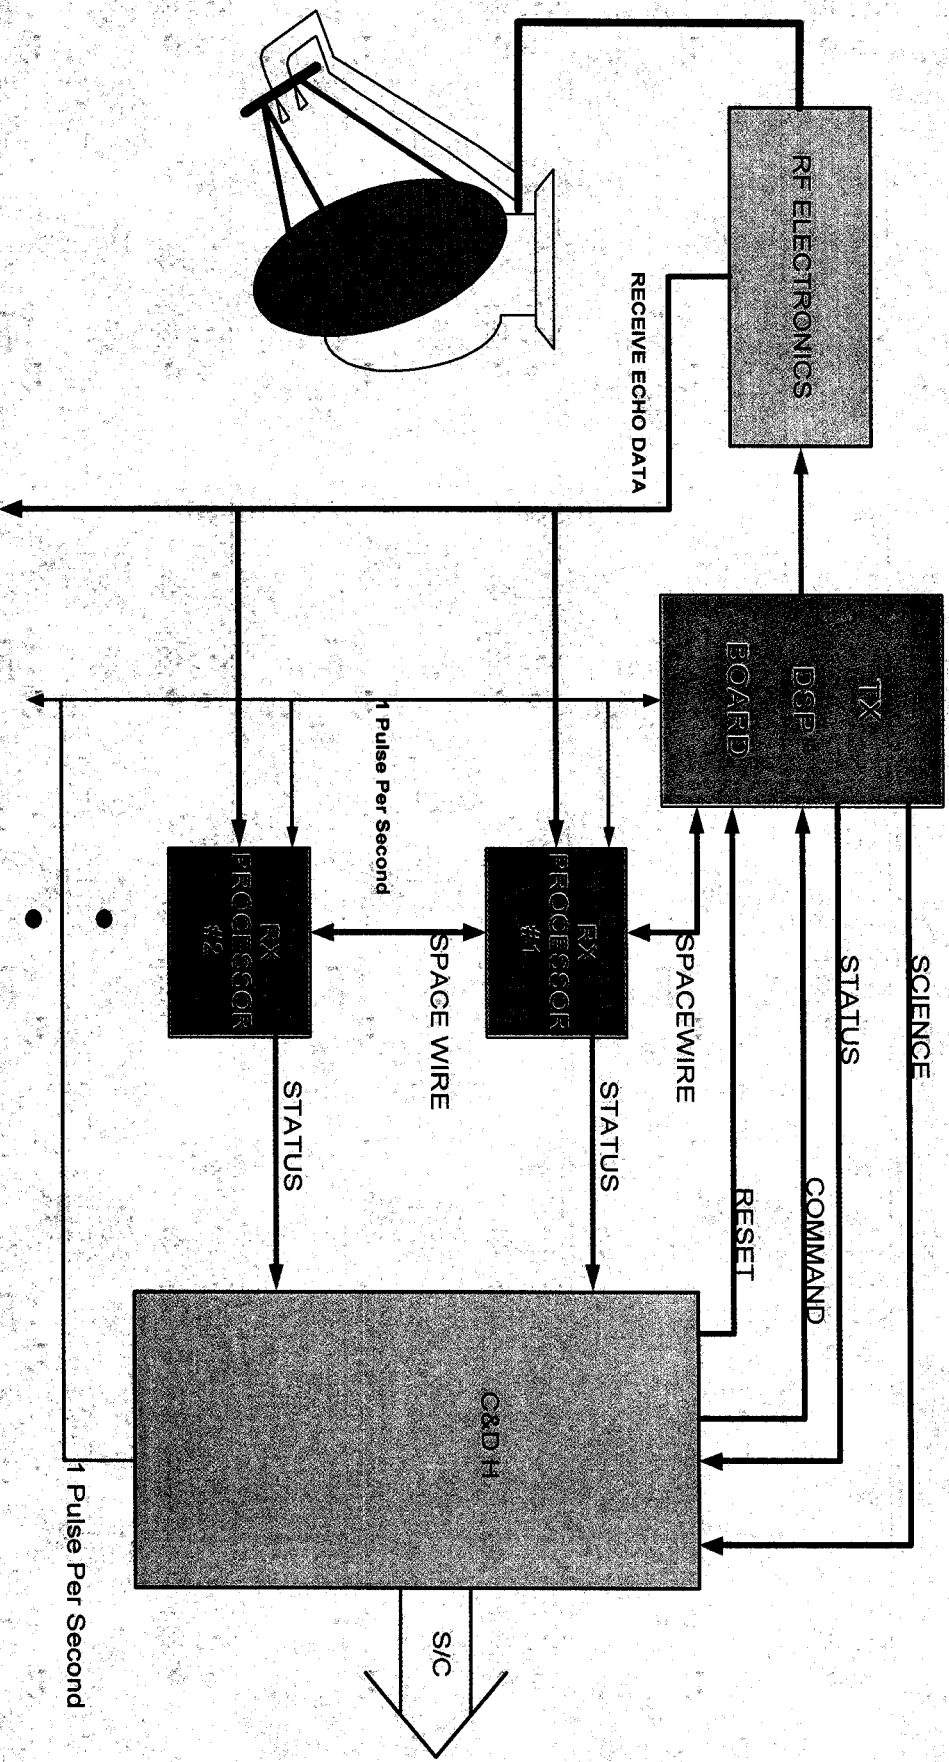 RF ELECTRONICS
TX
DSP
BOARD
SCIENCE
STATUS
COMMAND
RESET
SPACEWIRE
RECEIVE ECHO DATA
RX
PROCESSOR
#1
STATUS
C&D H
S/C
SPACE WIRE
1 Pulse Per Second
RX
PROCESSOR
#2
STATUS
1 Pulse Per Second